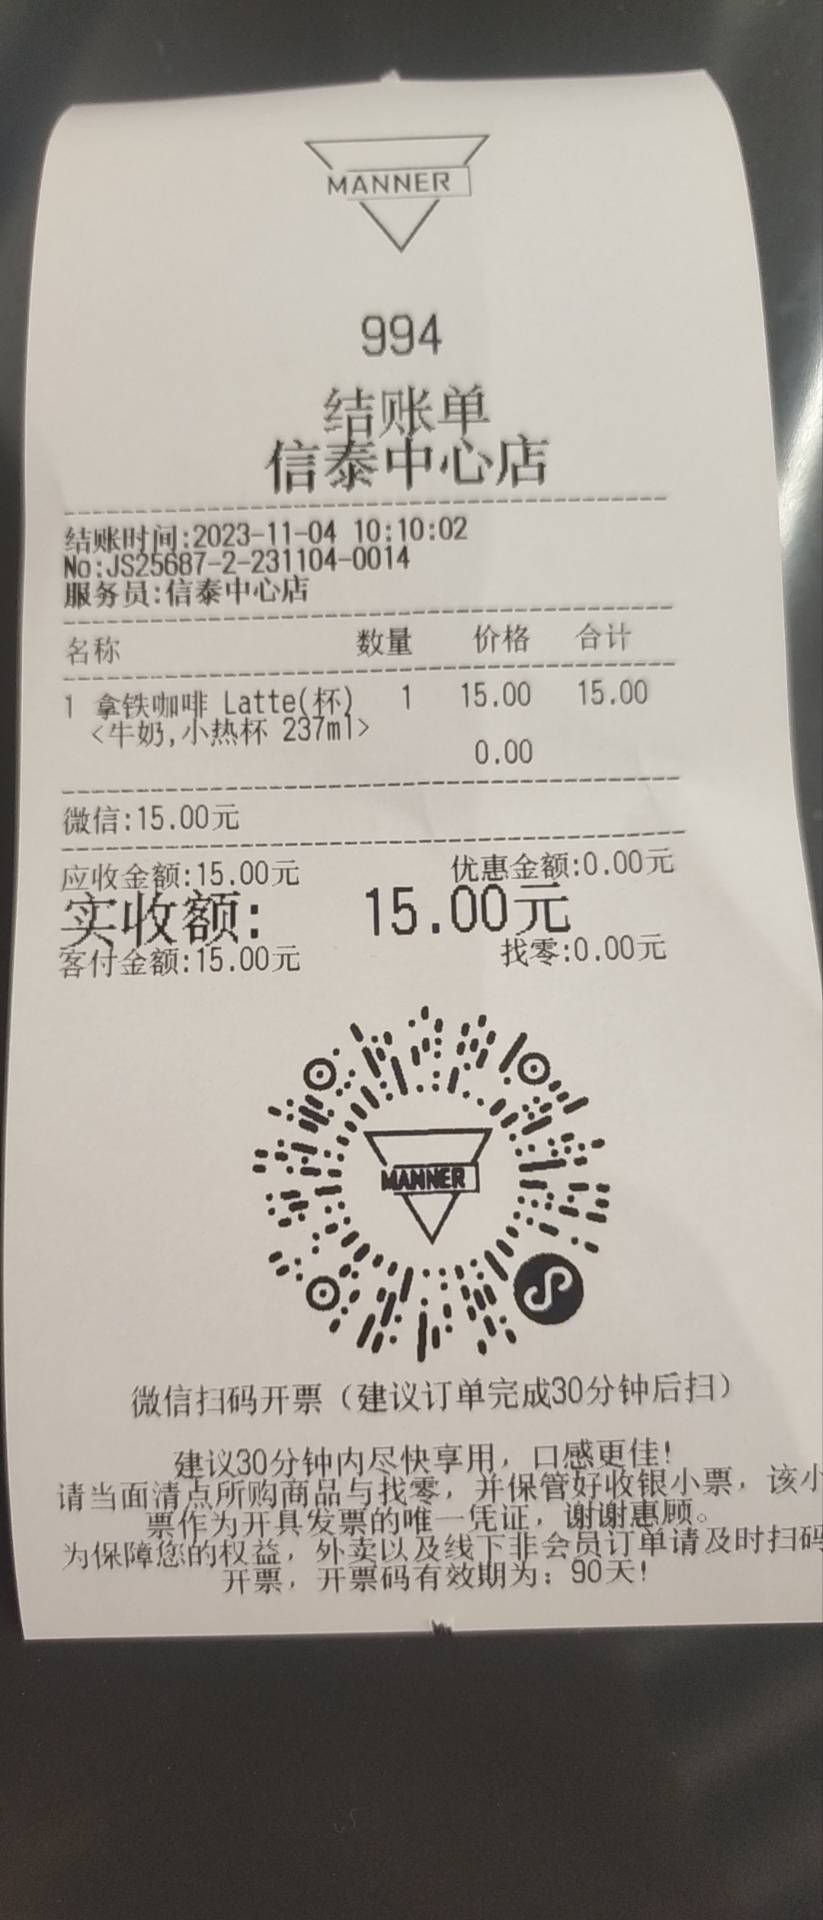 MANNER
994
结账单
信泰中心店
结账时间:2023-11-04 10:10:02
No:JS25687-2-231104-0014
服务员:信泰中心店
名称 数量 价格 合计
1 拿铁咖啡 Latte(杯) 1 15.00 15.00
<牛奶,小热杯 237ml>
0.00
微信:15.00元
应收金额:15.00元 优惠金额:0.00元
实收额: 15.00元
客付金额:15.00元 找零:0.00元
MANNER
微信扫码开票（建议订单完成30分钟后扫）
建议30分钟内尽快享用，口感更佳!
请当面清点所购商品与找零，并保管好收银小票，该小
票作为开具发票的唯一凭证，谢谢惠顾。
为保障您的权益，外卖以及线下非会员订单请及时扫码
开票，开票码有效期为：90天!